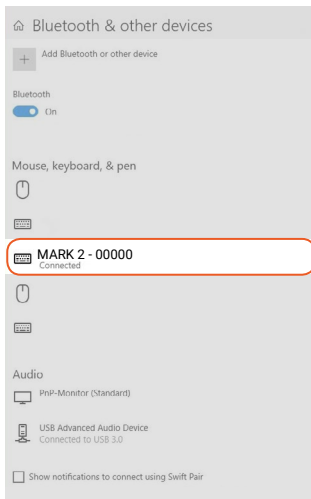 Bluetooth & other devices
Add Bluetooth or other device
Bluetooth
On
Mouse, keyboard, & pen
MARK 2 - 00000
Connected
Audio
PnP-Monitor (Standard)
USB Advanced Audio Device
Connected to USB 3.0
Show notifications to connect using Swift Pair